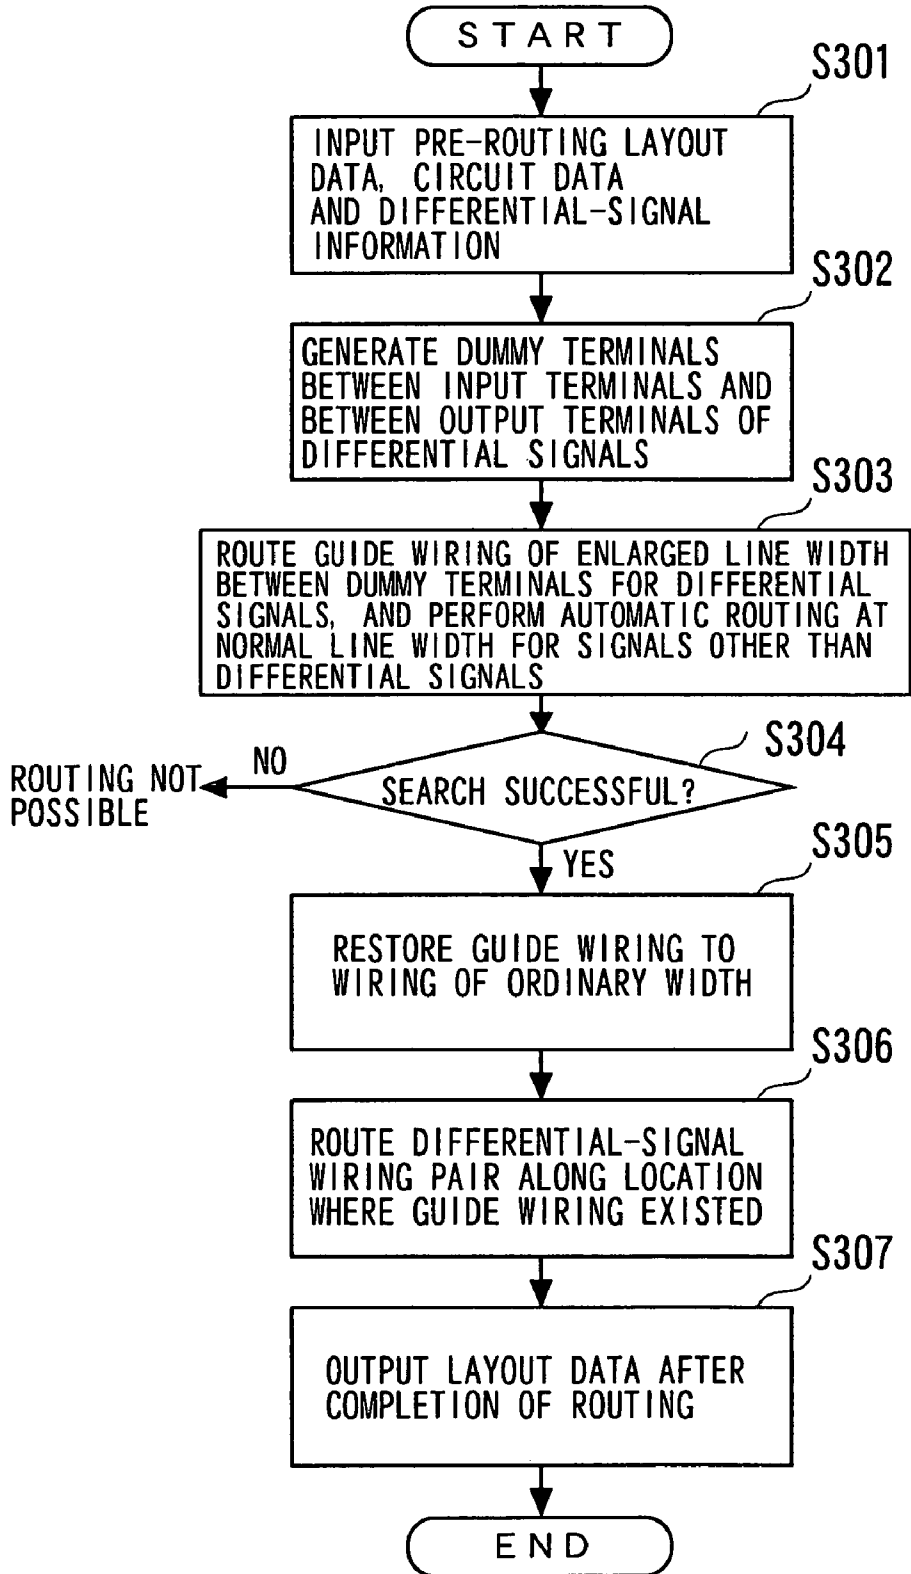 START
S301
INPUT PRE-ROUTING LAYOUT
DATA, CIRCUIT DATA
AND DIFFERENTIAL-SIGNAL
INFORMATION
S302
GENERATE DUMMY TERMINALS
BETWEEN INPUT TERMINALS AND
BETWEEN OUTPUT TERMINALS OF
DIFFERENTIAL SIGNALS
S303
ROUTE GUIDE WIRING OF ENLARGED LINE WIDTH
BETWEEN DUMMY TERMINALS FOR DIFFERENTIAL
SIGNALS, AND PERFORM AUTOMATIC ROUTING AT
NORMAL LINE WIDTH FOR SIGNALS OTHER THAN
DIFFERENTIAL SIGNALS
S304
SEARCH SUCCESSFUL?
NO
ROUTING NOT
POSSIBLE
YES
S305
RESTORE GUIDE WIRING TO
WIRING OF ORDINARY WIDTH
S306
ROUTE DIFFERENTIAL-SIGNAL
WIRING PAIR ALONG LOCATION
WHERE GUIDE WIRING EXISTED
S307
OUTPUT LAYOUT DATA AFTER
COMPLETION OF ROUTING
END